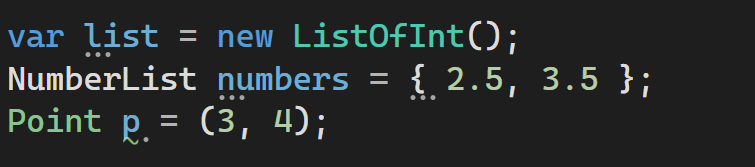 var list = new ListOfInt();
NumberList numbers = { 2.5, 3.5 };
Point p = (3, 4);